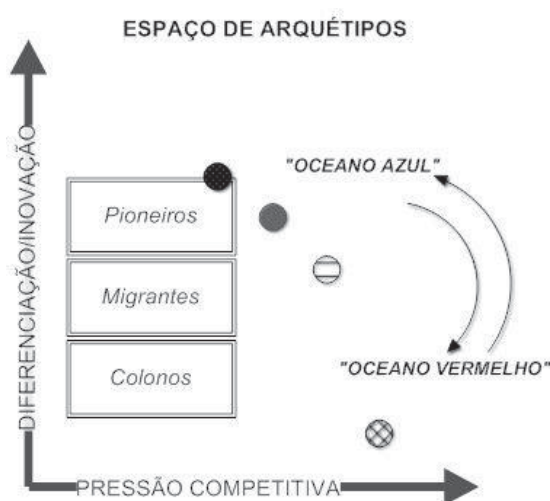 ESPAÇO DE ARQUÉTIPOS
DIFERENCIAÇÃO/INOVAÇÃO
"OCEANO AZUL"
Pioneiros
Migrantes
Colonos
"OCEANO VERMELHO"
PRESSÃO COMPETITIVA